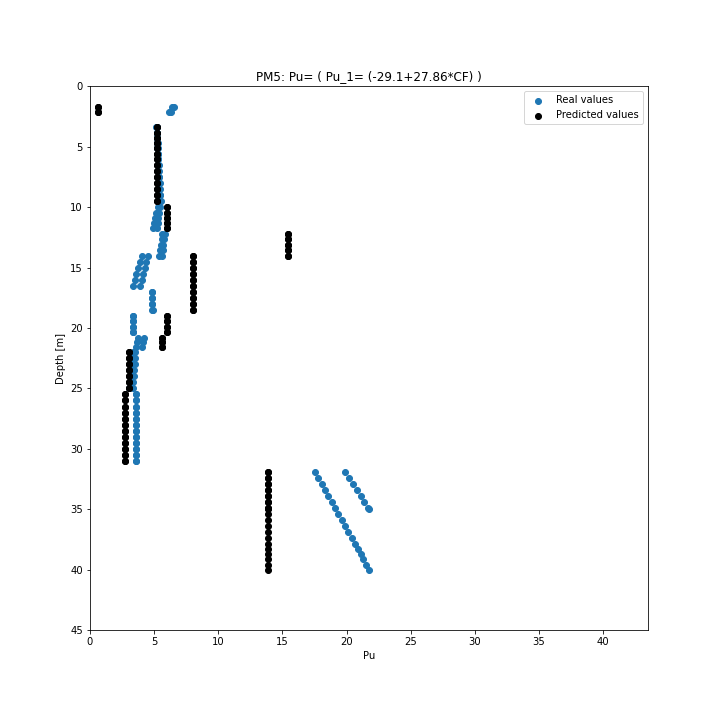 PM5: Pu= ( Pu_1= (-29.1+27.86*CF) )
Real values
Predicted values
0
5
10
15
20
25
30
35
40
45
Depth [m]
0 5 10 15 20 25 30 35 40
Pu